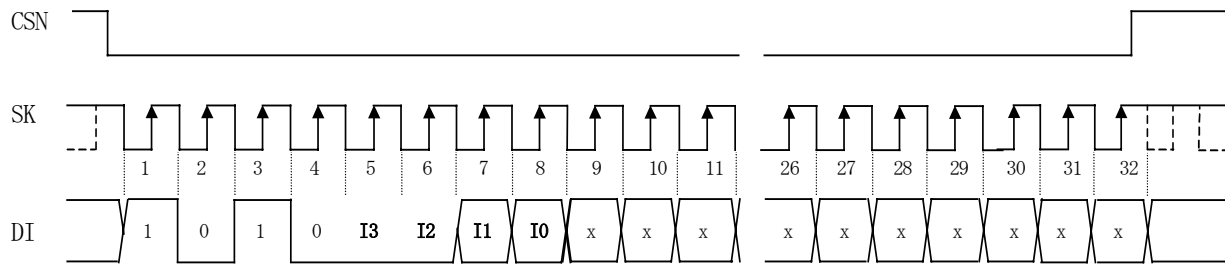 CSN
SK
1 2 3 4 5 6 7 8 9 10 11 26 27 28 29 30 31 32
DI 1 0 1 0 I3 I2 I1 I0 x x x x x x x x x x